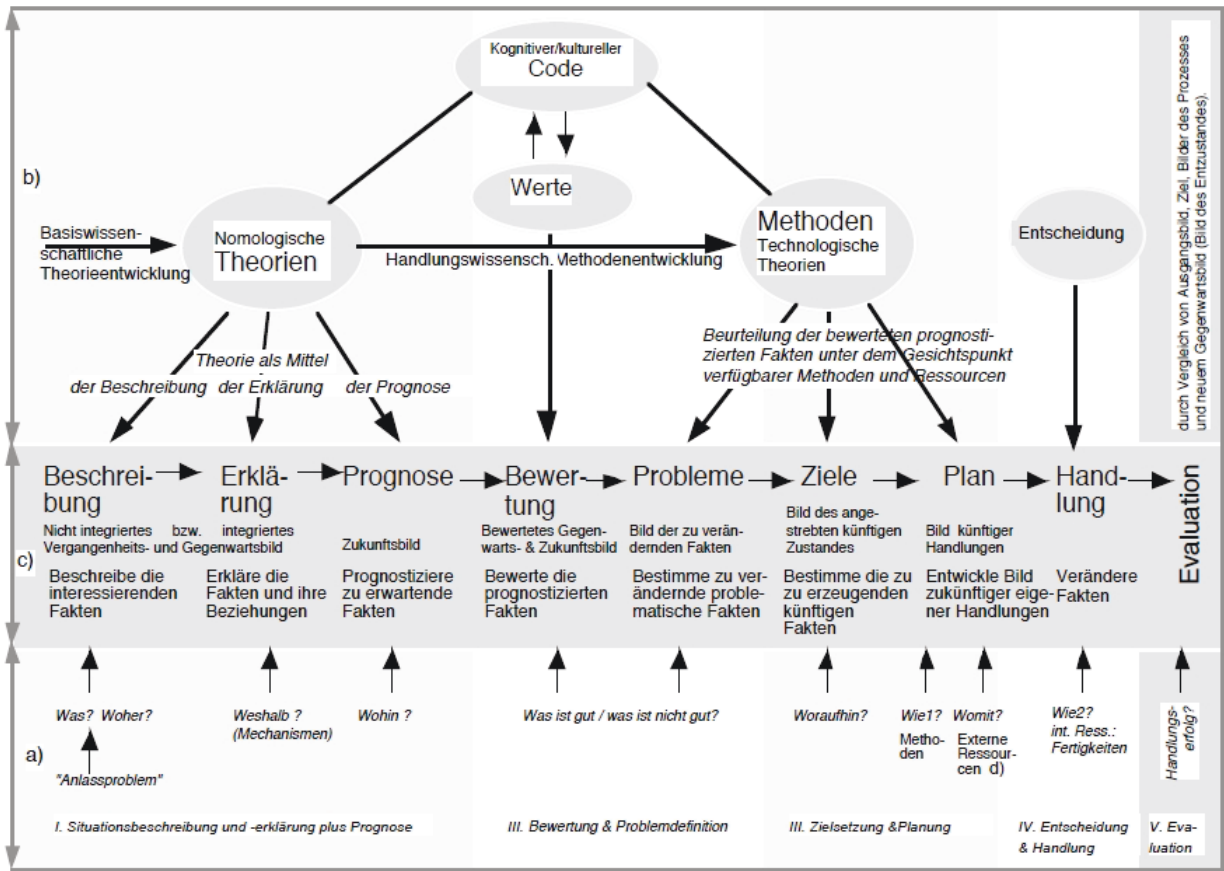 Kognitiver/kultureller
Code
b)
Werte
Basiswissen-
schaftliche
Theorieentwicklung
Nomologische
Theorien
Handlungswissensch. Methodenentwicklung
Methoden
Technologische
Theorien
Entscheidung
durch Vergleich von Ausgangsbild, Ziel, Bilder des Prozesses
und neuem Gegenwartsbild (Bild des Entzustandes).
Theorie als Mittel
der Beschreibung der Erklärung der Prognose
Beurteilung der bewerteten prognosti-
zierten Fakten unter dem Gesichtspunkt
verfügbarer Methoden und Ressourcen
c)
Beschrei-
bung
Nicht integriertes bzw. integriertes
Vergangenheits- und Gegenwartsbild
Beschreibe die
interessierenden
Fakten
Erklä-
rung
Erkläre die
Fakten und ihre
Beziehungen
Prognose
Zukunftsbild
Prognostiziere
zu erwartende
Fakten
Bewer-
tung
Bewertetes Gegen-
warts- & Zukunftsbild
Bewerte die
prognostizierten
Fakten
Probleme
Bild der zu verän-
dernden Fakten
Bestimme zu ver-
ändernde proble-
matische Fakten
Ziele
Bild des ange-
strebten künftigen
Zustandes
Bestimme die zu
zu erzeugenden
künftigen
Fakten
Plan
Bild künftiger
Handlungen
Entwickle Bild
zukünftiger eige-
ner Handlungen
Hand-
lung
Verändere
Fakten
Evaluation
a)
Was? Woher?
"Anlassproblem"
Weshalb ?
(Mechanismen)
Wohin ?
Was ist gut / was ist nicht gut?
Woraufhin?
Wie1?
Metho-
den
Womit?
Externe
Ressour-
cen d)
Wie2?
int. Ress.:
Fertigkeiten
Handlungs-
erfolg?
I. Situationsbeschreibung und -erklärung plus Prognose
III. Bewertung & Problemdefinition
III. Zielsetzung &Planung
IV. Entscheidung
& Handlung
V. Eva-
luation